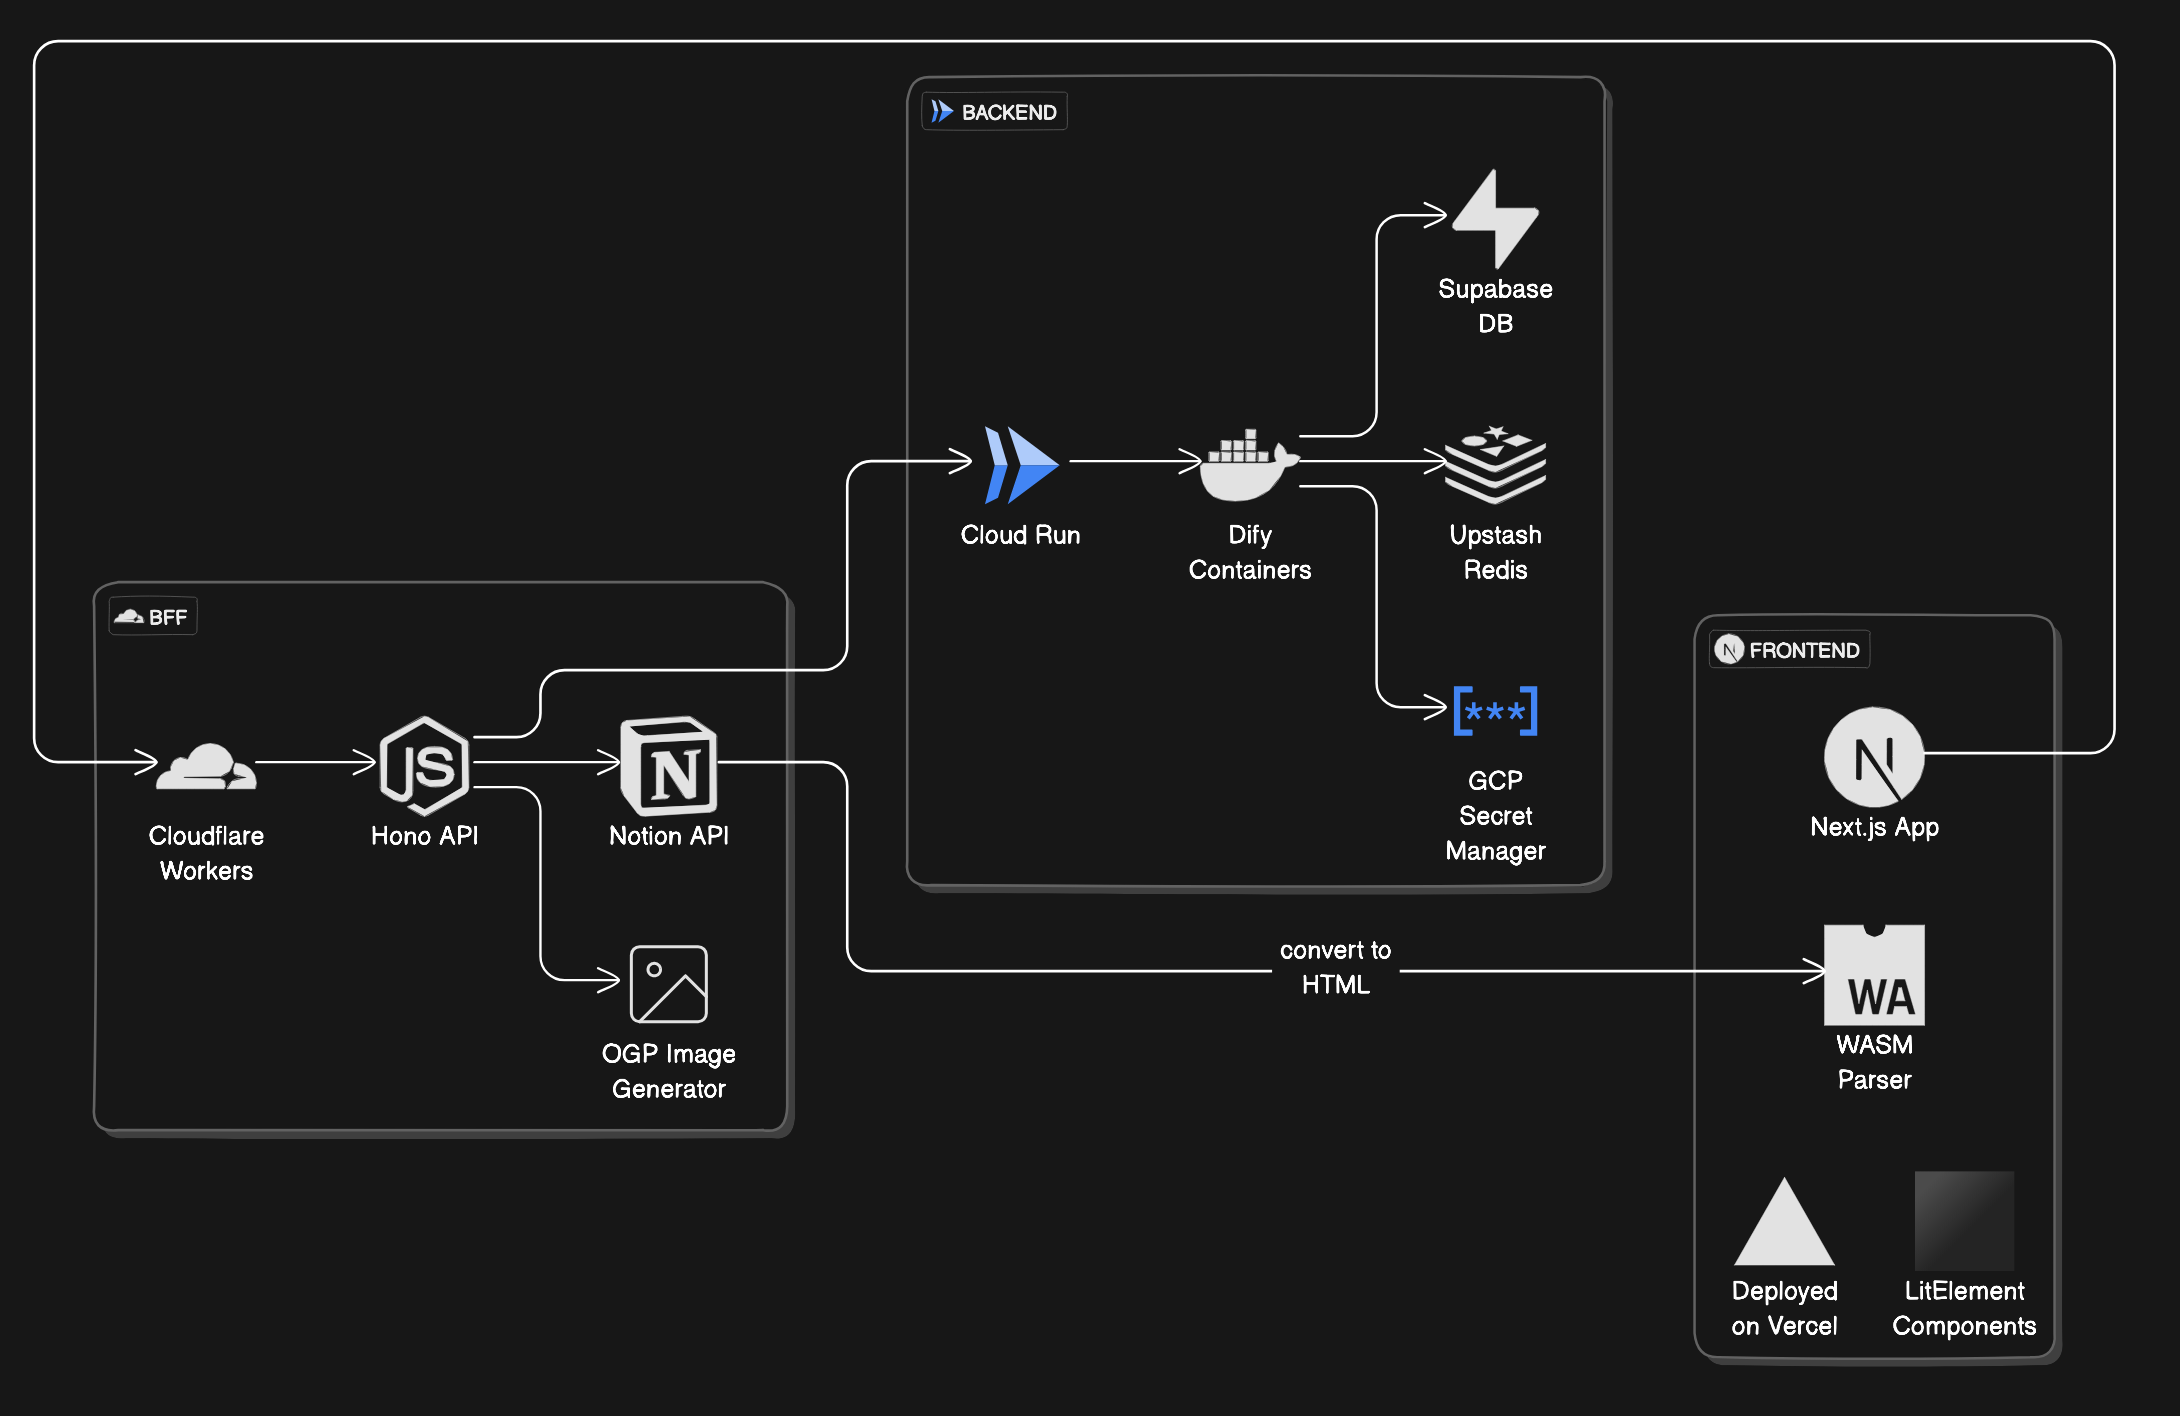 BACKEND
Supabase
DB
Cloud Run
Dify
Containers
Upstash
Redis
[***]
GCP
Secret
Manager
BFF
Cloudflare
Workers
JS
Hono API
N
Notion API
OGP Image
Generator
convert to
HTML
N
FRONTEND
N
Next.js App
WA
WASM
Parser
Deployed
on Vercel
LitElement
Components